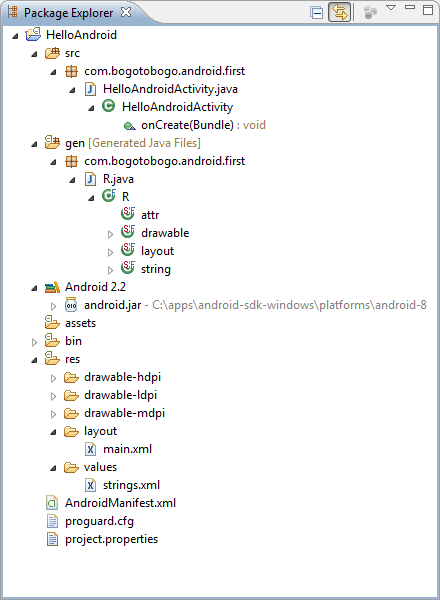 Package Explorer
HelloAndroid
src
com.bogotobogo.android.first
HelloAndroidActivity.java
HelloAndroidActivity
onCreate(Bundle) : void
gen [Generated Java Files]
com.bogotobogo.android.first
R.java
R
attr
drawable
layout
string
Android 2.2
android.jar - C:\apps\android-sdk-windows\platforms\android-8
assets
bin
res
drawable-hdpi
drawable-ldpi
drawable-mdpi
layout
main.xml
values
strings.xml
AndroidManifest.xml
proguard.cfg
project.properties